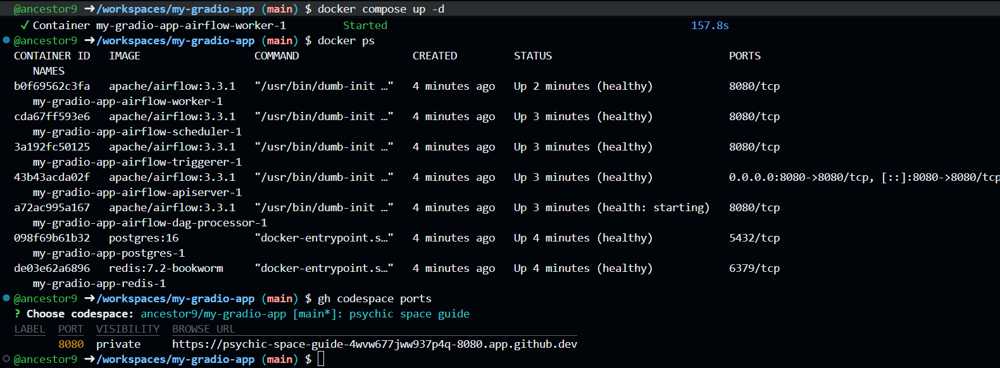 @ancestor9 ➜/workspaces/my-gradio-app (main) $ docker compose up -d
✓ Container my-gradio-app-airflow-worker-1 Started 157.8s
@ancestor9 ➜/workspaces/my-gradio-app (main) $ docker ps
CONTAINER ID IMAGE COMMAND CREATED STATUS PORTS
NAMES
b0f69562c3fa apache/airflow:3.3.1 "/usr/bin/dumb-init …" 4 minutes ago Up 2 minutes (healthy) 8080/tcp
my-gradio-app-airflow-worker-1
cda67ff593e6 apache/airflow:3.3.1 "/usr/bin/dumb-init …" 4 minutes ago Up 3 minutes (healthy) 8080/tcp
my-gradio-app-airflow-scheduler-1
3a192fc50125 apache/airflow:3.3.1 "/usr/bin/dumb-init …" 4 minutes ago Up 3 minutes (healthy) 8080/tcp
my-gradio-app-airflow-triggerer-1
43b43acda02f apache/airflow:3.3.1 "/usr/bin/dumb-init …" 4 minutes ago Up 3 minutes (healthy) 0.0.0.0:8080->8080/tcp, [::]:8080->8080/tcp
my-gradio-app-airflow-apiserver-1
a72ac995a167 apache/airflow:3.3.1 "/usr/bin/dumb-init …" 4 minutes ago Up 3 minutes (health: starting) 8080/tcp
my-gradio-app-airflow-dag-processor-1
098f69b61b32 postgres:16 "docker-entrypoint.s…" 4 minutes ago Up 4 minutes (healthy) 5432/tcp
my-gradio-app-postgres-1
de03e62a6896 redis:7.2-bookworm "docker-entrypoint.s…" 4 minutes ago Up 4 minutes (healthy) 6379/tcp
my-gradio-app-redis-1
@ancestor9 ➜/workspaces/my-gradio-app (main) $ gh codespace ports
? Choose codespace: ancestor9/my-gradio-app [main*]: psychic space guide
LABEL PORT VISIBILITY BROWSE URL
8080 private https://psychic-space-guide-4wvw677jww937p4q-8080.app.github.dev
@ancestor9 ➜/workspaces/my-gradio-app (main) $